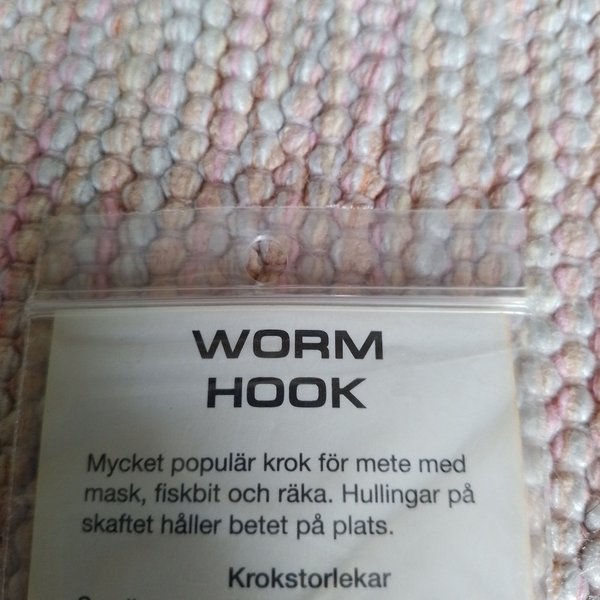 WORM
HOOK
Mycket populär krok för mete med
mask, fiskbit och räka. Hullingar på
skaftet håller betet på plats.
Krokstorlekar